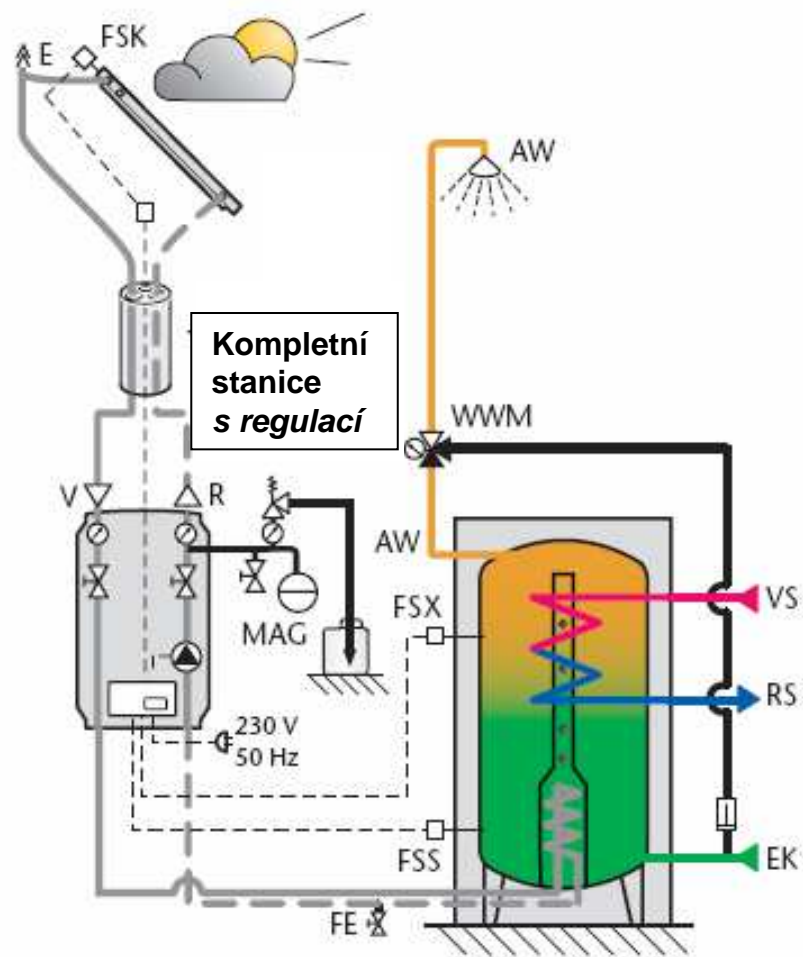 E
FSK
AW
Kompletní
stanice
s regulací
WWM
V
R
AW
MAG
FSX
VS
RS
230 V
50 Hz
FSS
EK
FE